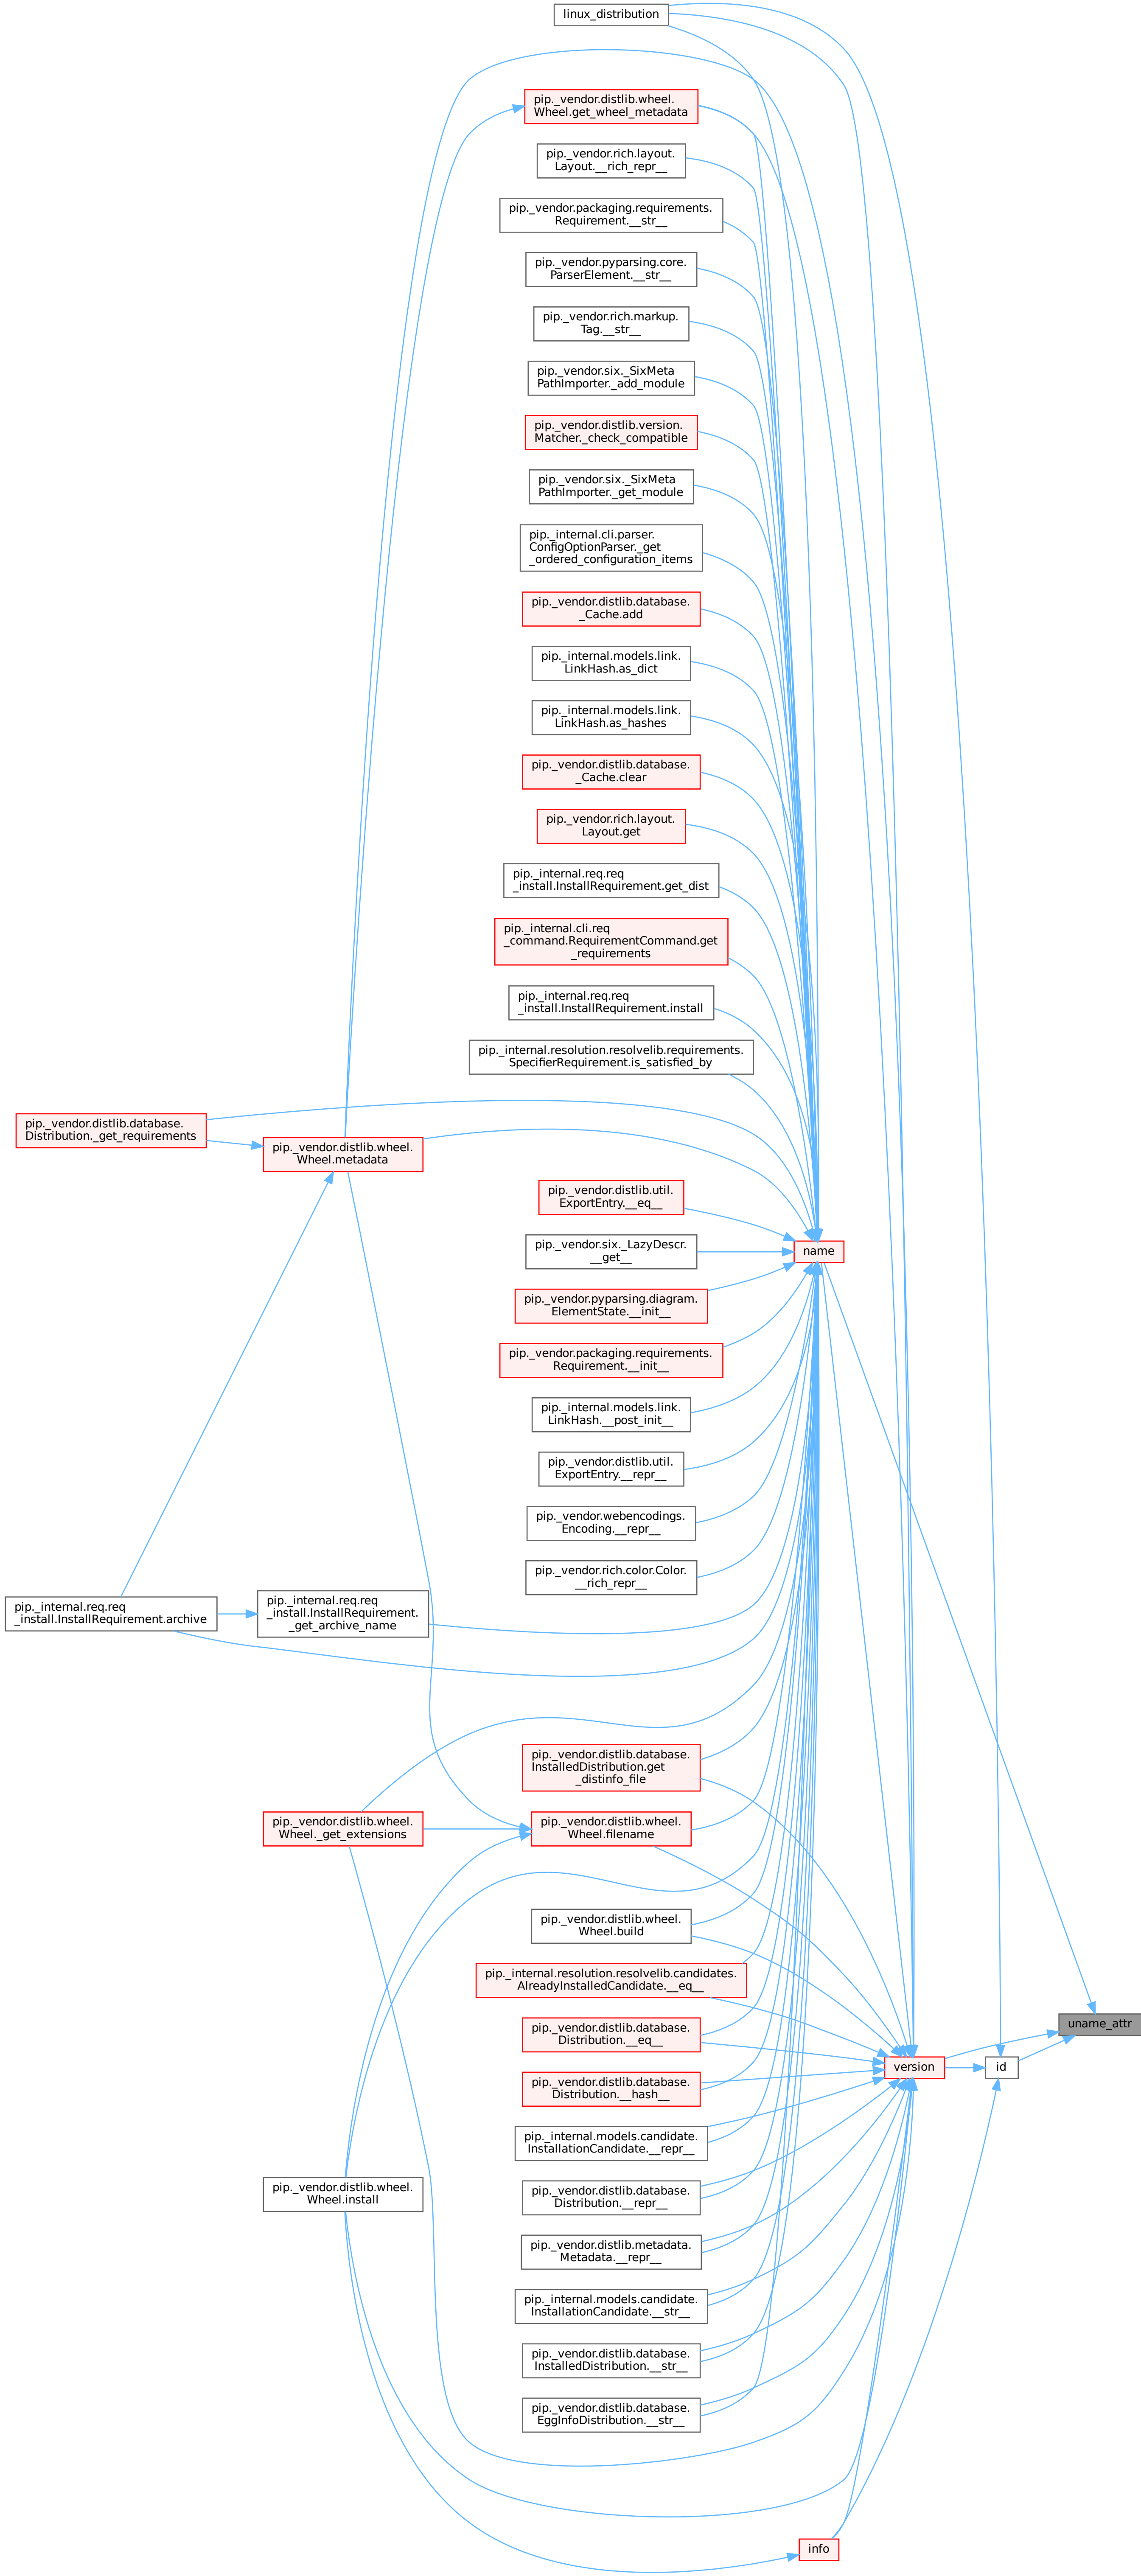 linux_distribution
pip._vendor.distlib.wheel.
Wheel.get_wheel_metadata
pip._vendor.rich.layout.
Layout.__rich_repr__
pip._vendor.packaging.requirements.
Requirement.__str__
pip._vendor.pyparsing.core.
ParserElement.__str__
pip._vendor.rich.markup.
Tag.__str__
pip._vendor.six._SixMeta
PathImporter._add_module
pip._vendor.distlib.version.
Matcher._check_compatible
pip._vendor.six._SixMeta
PathImporter._get_module
pip._internal.cli.parser.
ConfigOptionParser._get
_ordered_configuration_items
pip._vendor.distlib.database.
_Cache.add
pip._internal.models.link.
LinkHash.as_dict
pip._internal.models.link.
LinkHash.as_hashes
pip._vendor.distlib.database.
_Cache.clear
pip._vendor.rich.layout.
Layout.get
pip._internal.req.req
_install.InstallRequirement.get_dist
pip._internal.cli.req
_command.RequirementCommand.get
_requirements
pip._internal.req.req
_install.InstallRequirement.install
pip._internal.resolution.resolvelib.requirements.
SpecifierRequirement.is_satisfied_by
pip._vendor.distlib.database.
Distribution._get_requirements
pip._vendor.distlib.wheel.
Wheel.metadata
pip._vendor.distlib.util.
ExportEntry.__eq__
pip._vendor.six._LazyDescr.
__get__
name
pip._vendor.pyparsing.diagram.
ElementState.__init__
pip._vendor.packaging.requirements.
Requirement.__init__
pip._internal.models.link.
LinkHash.__post_init__
pip._vendor.distlib.util.
ExportEntry.__repr__
pip._vendor.webencodings.
Encoding.__repr__
pip._vendor.rich.color.Color.
__rich_repr__
pip._internal.req.req
_install.InstallRequirement.archive
pip._internal.req.req
_install.InstallRequirement.
_get_archive_name
pip._vendor.distlib.database.
InstalledDistribution.get
_distinfo_file
pip._vendor.distlib.wheel.
Wheel._get_extensions
pip._vendor.distlib.wheel.
Wheel.filename
pip._vendor.distlib.wheel.
Wheel.build
pip._internal.resolution.resolvelib.candidates.
AlreadyInstalledCandidate.__eq__
pip._vendor.distlib.database.
Distribution.__eq__
uname_attr
version
id
pip._vendor.distlib.database.
Distribution.__hash__
pip._internal.models.candidate.
InstallationCandidate.__repr__
pip._vendor.distlib.wheel.
Wheel.install
pip._vendor.distlib.database.
Distribution.__repr__
pip._vendor.distlib.metadata.
Metadata.__repr__
pip._internal.models.candidate.
InstallationCandidate.__str__
pip._vendor.distlib.database.
InstalledDistribution.__str__
pip._vendor.distlib.database.
EggInfoDistribution.__str__
info